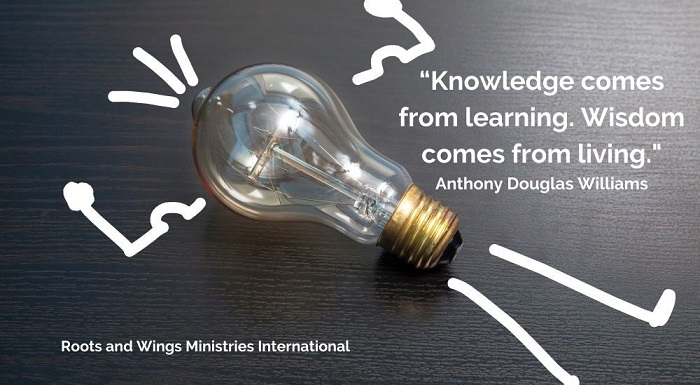 “Knowledge comes
from learning. Wisdom
comes from living."
Anthony Douglas Williams
Roots and Wings Ministries International